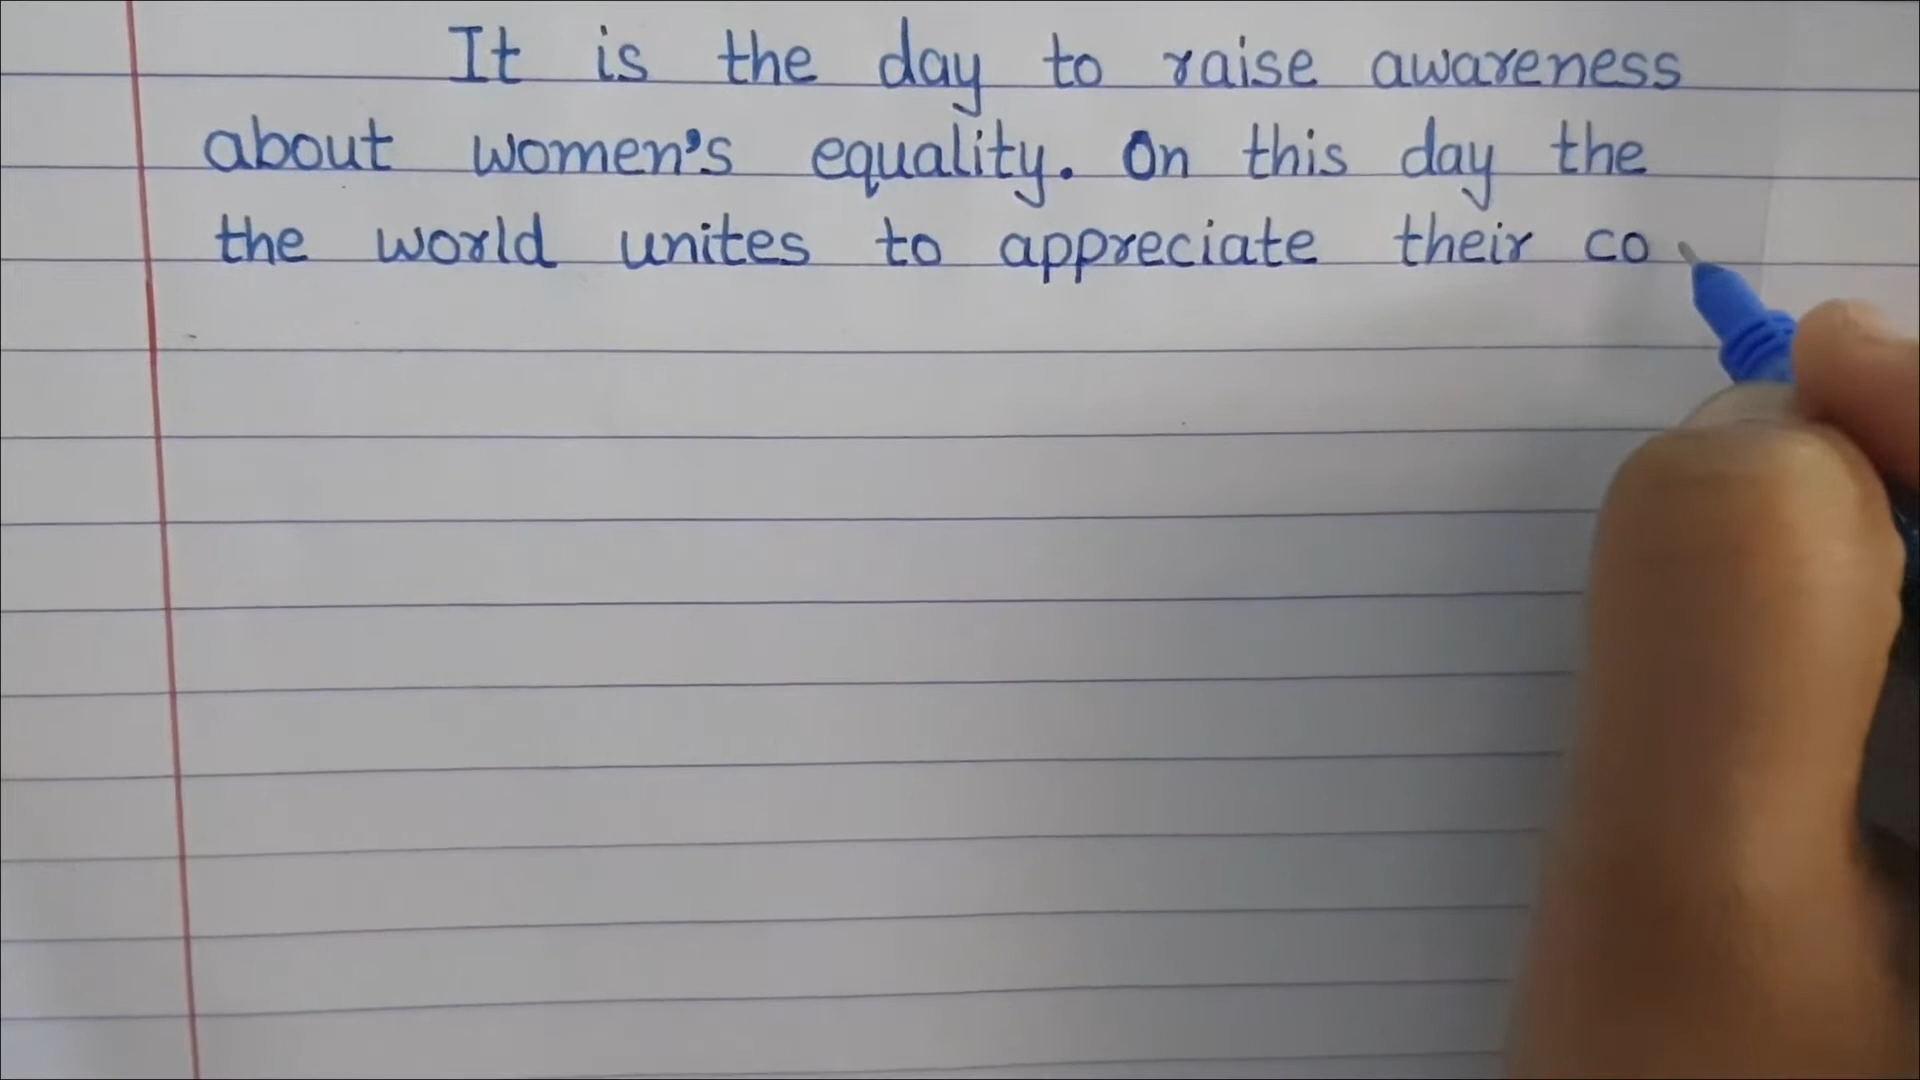 It is the day to raise awareness
about women's equality. On this day the
the world unites to appreciate their co